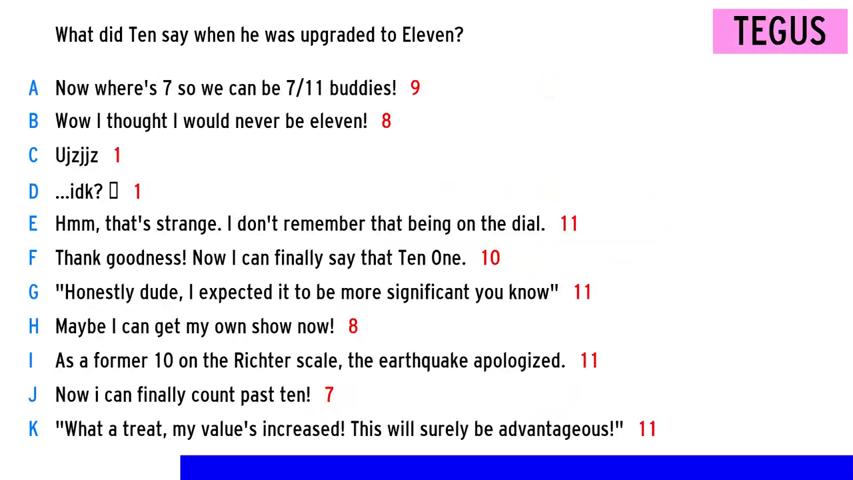 What did Ten say when he was upgraded to Eleven?
TEGUS
A Now where's 7 so we can be 7/11 buddies! 9
B Wow I thought I would never be eleven! 8
C Ujzjjz 1
D ...idk? 1
E Hmm, that's strange. I don't remember that being on the dial. 11
F Thank goodness! Now I can finally say that Ten One. 10
G "Honestly dude, I expected it to be more significant you know" 11
H Maybe I can get my own show now! 8
I As a former 10 on the Richter scale, the earthquake apologized. 11
J Now i can finally count past ten! 7
K "What a treat, my value's increased! This will surely be advantageous!" 11